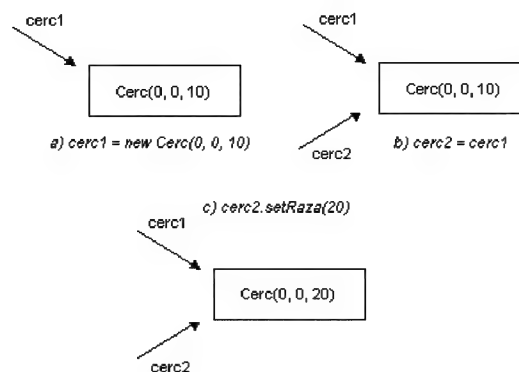 cerc1
Cerc(0, 0, 10)
a) cerc1 = new Cerc(0, 0, 10)
cerc1
Cerc(0, 0, 10)
cerc2
b) cerc2 = cerc1
c) cerc2.setRaza(20)
cerc1
Cerc(0, 0, 20)
cerc2